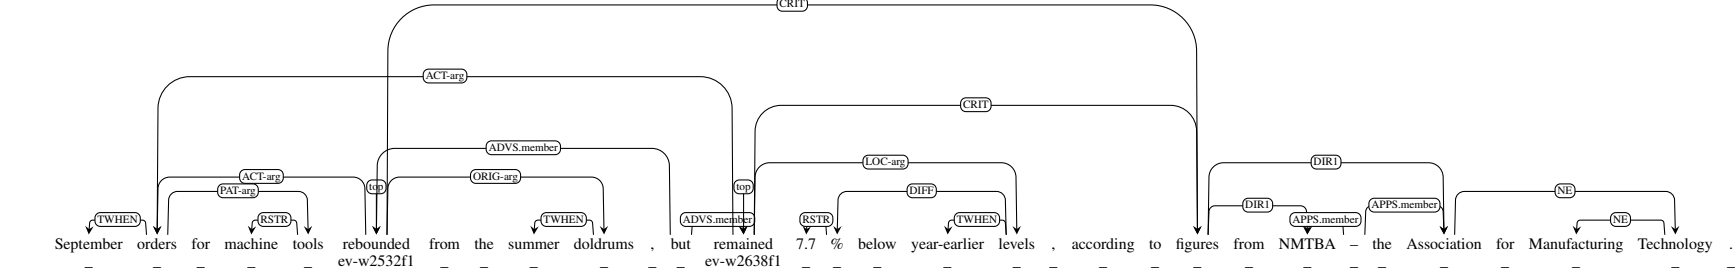 CRIT
ACT-arg
CRIT
ADVS.member
LOC-arg DIR1
ACT-arg top ORIG-arg top
PAT-arg DIFF NE
TWHEN RSTR TWHEN ADVS.member RSTR TWHEN DIR1 APPS.member APPS.member NE
September orders for machine tools rebounded from the summer doldrums , but remained 7.7 % below year-earlier levels , according to figures from NMTBA – the Association for Manufacturing Technology .
ev-w2532f1 ev-w2638f1